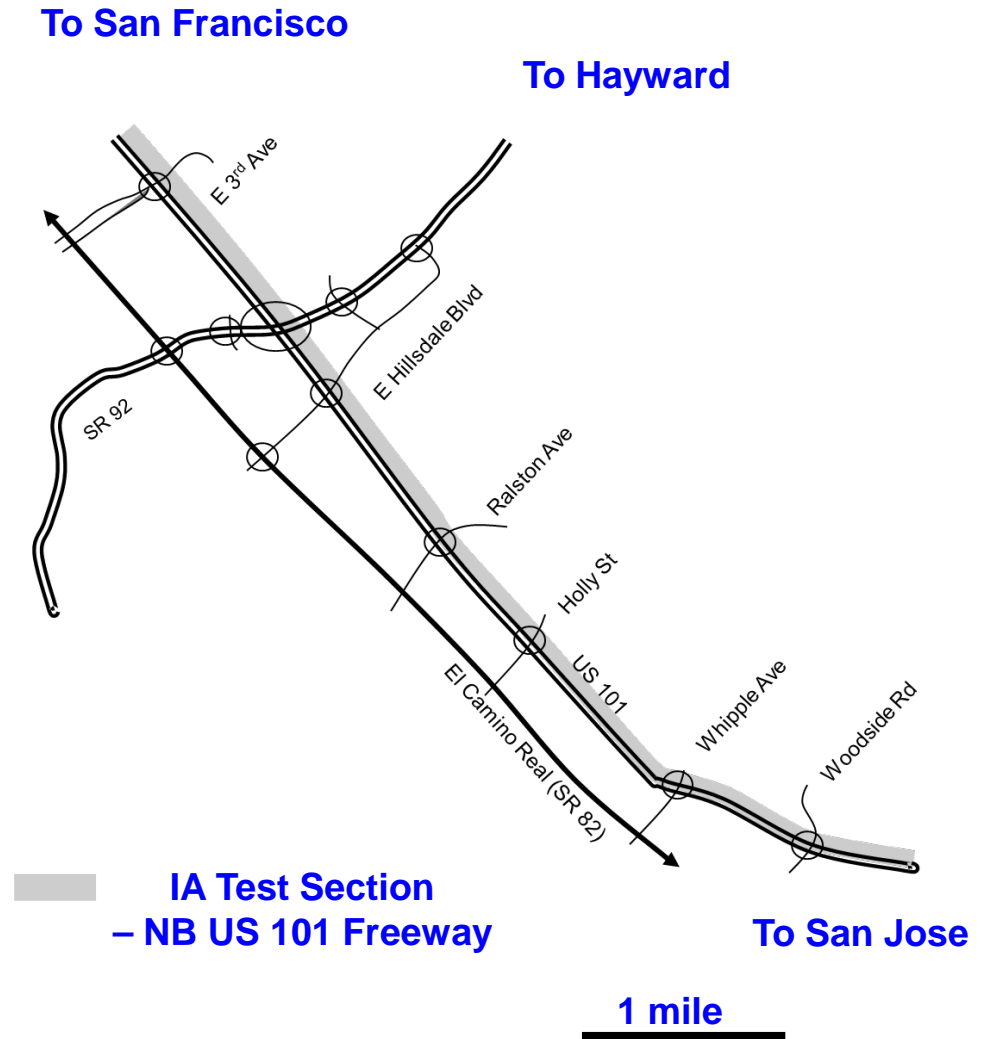 To San Francisco
To Hayward
E 3rd Ave
E Hillsdale Blvd
SR 92
Ralston Ave
Holly St
US 101
El Camino Real (SR 82)
Whipple Ave
Woodside Rd
IA Test Section
– NB US 101 Freeway
To San Jose
1 mile